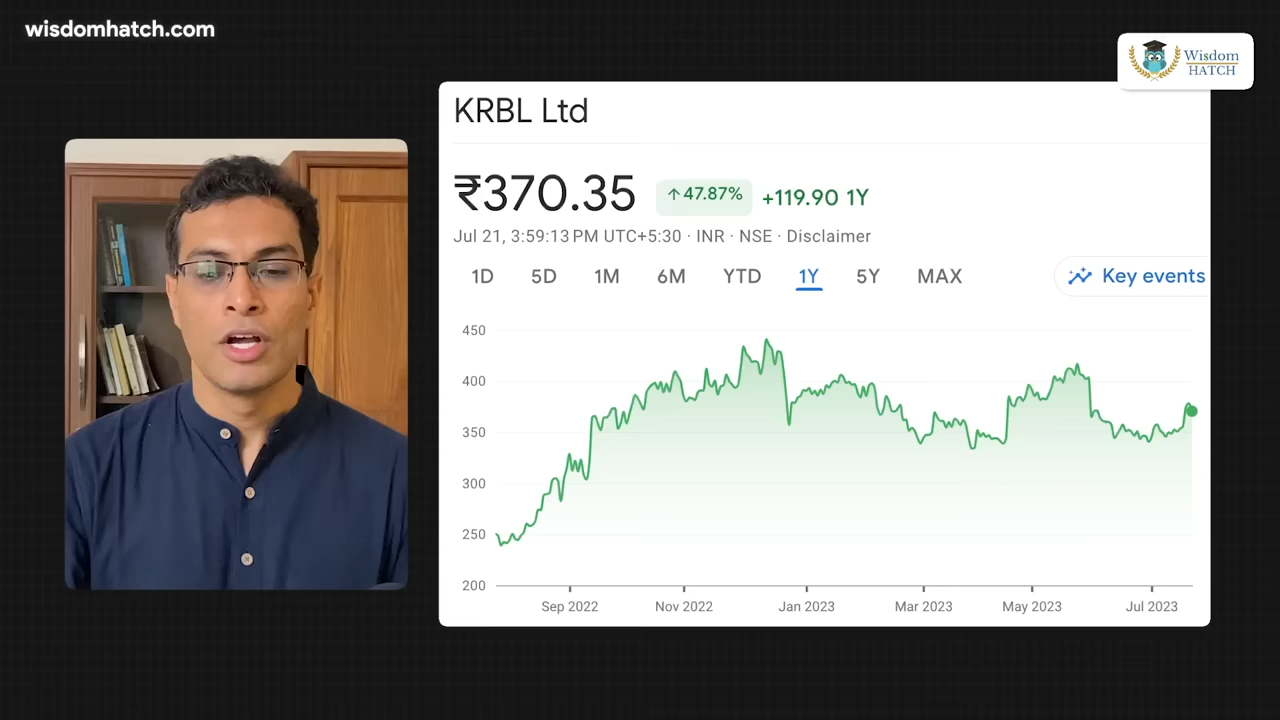 wisdomhatch.com
Wisdom
HATCH
KRBL Ltd
₹370.35 ↑47.87% +119.90 1Y
Jul 21, 3:59:13 PM UTC+5:30 · INR · NSE · Disclaimer
1D 5D 1M 6M YTD 1Y 5Y MAX Key events
450
400
350
300
250
200
Sep 2022 Nov 2022 Jan 2023 Mar 2023 May 2023 Jul 2023